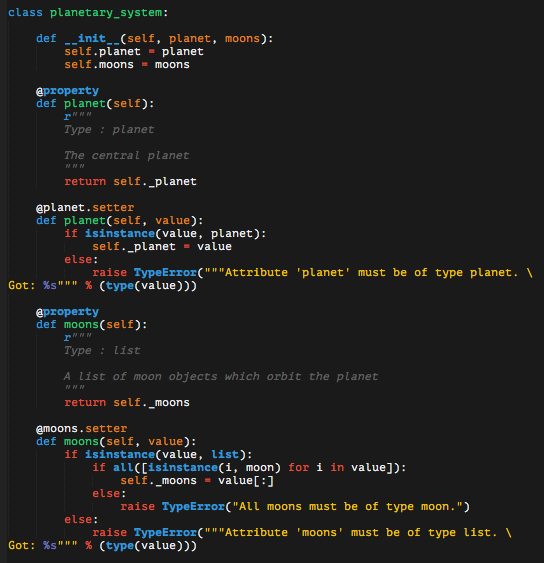 class planetary_system:
def __init__(self, planet, moons):
self.planet = planet
self.moons = moons
@property
def planet(self):
r"""
Type : planet
The central planet
"""
return self._planet
@planet.setter
def planet(self, value):
if isinstance(value, planet):
self._planet = value
else:
raise TypeError("""Attribute 'planet' must be of type planet. \
Got: %s""" % (type(value)))
@property
def moons(self):
r"""
Type : list
A list of moon objects which orbit the planet
"""
return self._moons
@moons.setter
def moons(self, value):
if isinstance(value, list):
if all([isinstance(i, moon) for i in value]):
self._moons = value[:]
else:
raise TypeError("All moons must be of type moon.")
else:
raise TypeError("""Attribute 'moons' must be of type list. \
Got: %s""" % (type(value)))